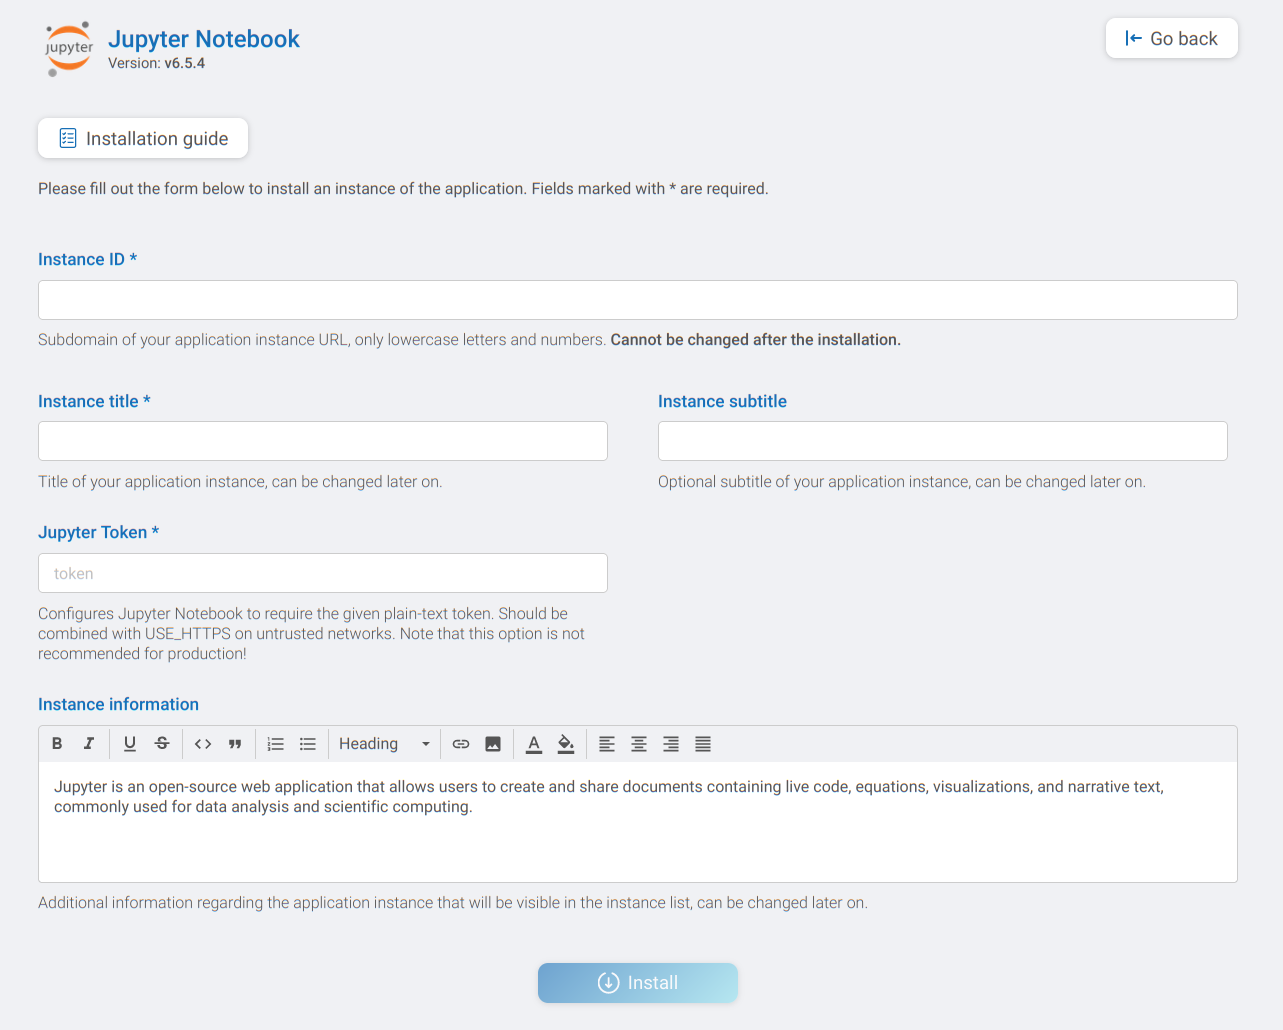 jupyter
Jupyter Notebook
Version: v6.5.4
Go back
Installation guide
Please fill out the form below to install an instance of the application. Fields marked with * are required.
Instance ID *
Subdomain of your application instance URL, only lowercase letters and numbers. Cannot be changed after the installation.
Instance title *
Instance subtitle
Title of your application instance, can be changed later on.
Optional subtitle of your application instance, can be changed later on.
Jupyter Token *
token
Configures Jupyter Notebook to require the given plain-text token. Should be
combined with USE_HTTPS on untrusted networks. Note that this option is not
recommended for production!
Instance information
Heading
Jupyter is an open-source web application that allows users to create and share documents containing live code, equations, visualizations, and narrative text,
commonly used for data analysis and scientific computing.
Additional information regarding the application instance that will be visible in the instance list, can be changed later on.
Install